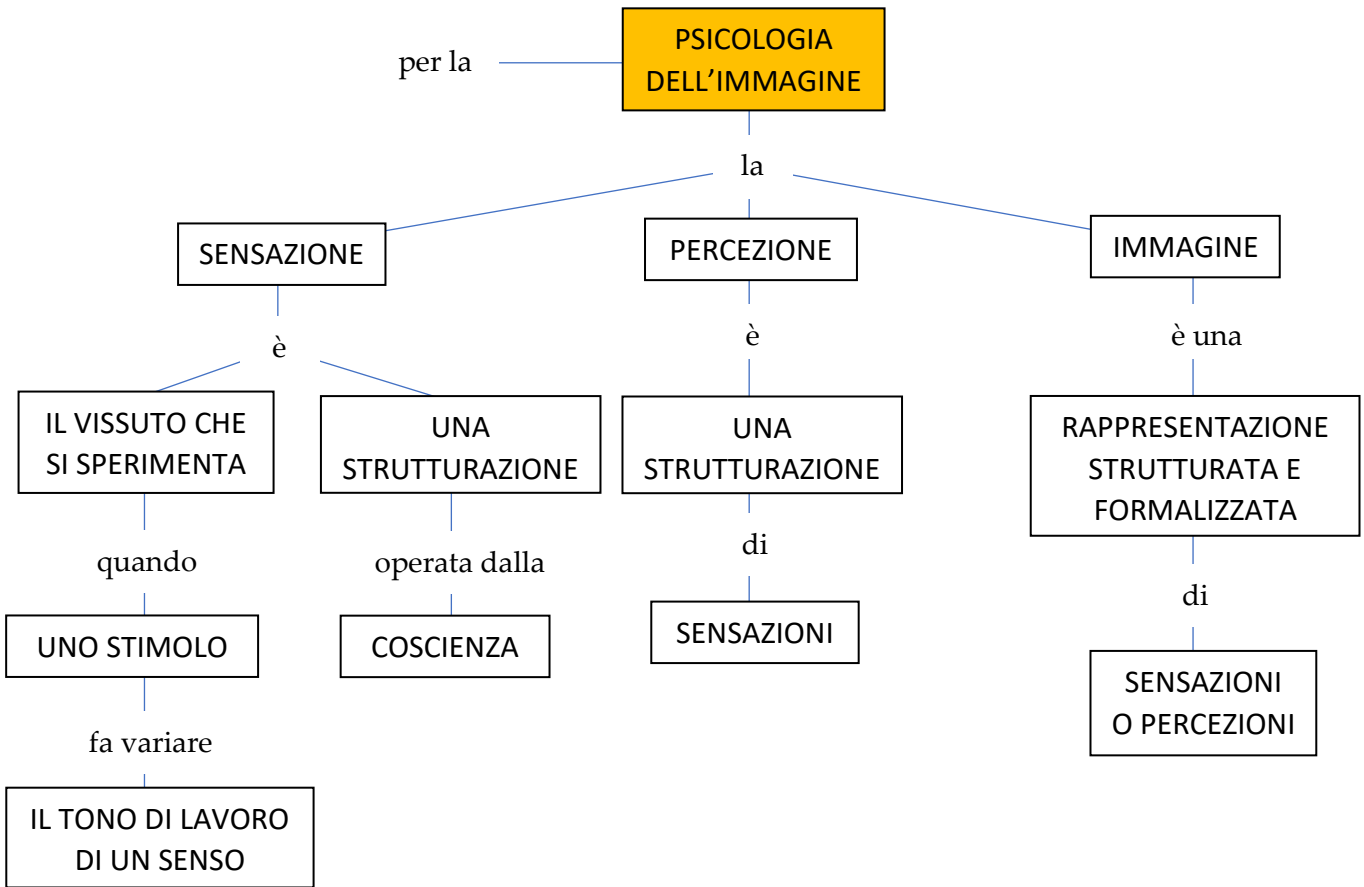 PSICOLOGIA
DELL’IMMAGINE
per la
la
SENSAZIONE
PERCEZIONE
IMMAGINE
è
è
è una
IL VISSUTO CHE
SI SPERIMENTA
UNA
STRUTTURAZIONE
UNA
STRUTTURAZIONE
RAPPRESENTAZIONE
STRUTTURATA E
FORMALIZZATA
quando
operata dalla
di
di
UNO STIMOLO
COSCIENZA
SENSAZIONI
SENSAZIONI
O PERCEZIONI
fa variare
IL TONO DI LAVORO
DI UN SENSO